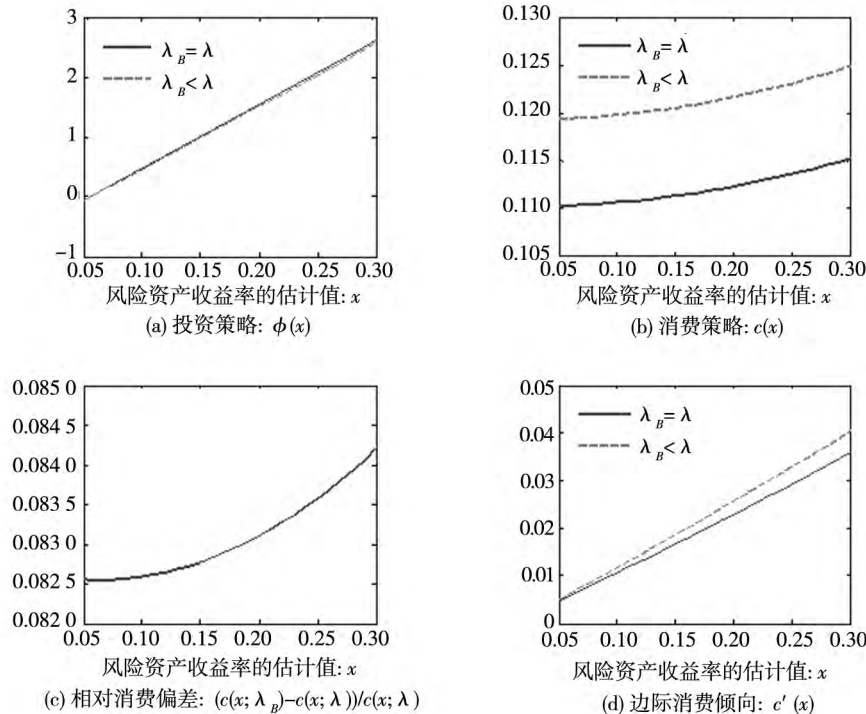 3
2
1
0
−1
λ_B = λ
λ_B < λ
0.05 0.10 0.15 0.20 0.25 0.30
风险资产收益率的估计值: x
(a) 投资策略: ϕ(x)
0.130
0.125
0.120
0.115
0.110
0.105
λ_B = λ
λ_B < λ
0.05 0.10 0.15 0.20 0.25 0.30
风险资产收益率的估计值: x
(b) 消费策略: c(x)
0.085 0
0.084 5
0.084 0
0.083 5
0.083 0
0.082 5
0.082 0
0.05 0.10 0.15 0.20 0.25 0.30
风险资产收益率的估计值: x
(c) 相对消费偏差: (c(x; λ_B)−c(x; λ))/c(x; λ)
0.05
0.04
0.03
0.02
0.01
0
λ_B = λ
λ_B < λ
0.05 0.10 0.15 0.20 0.25 0.30
风险资产收益率的估计值: x
(d) 边际消费倾向: c′(x)